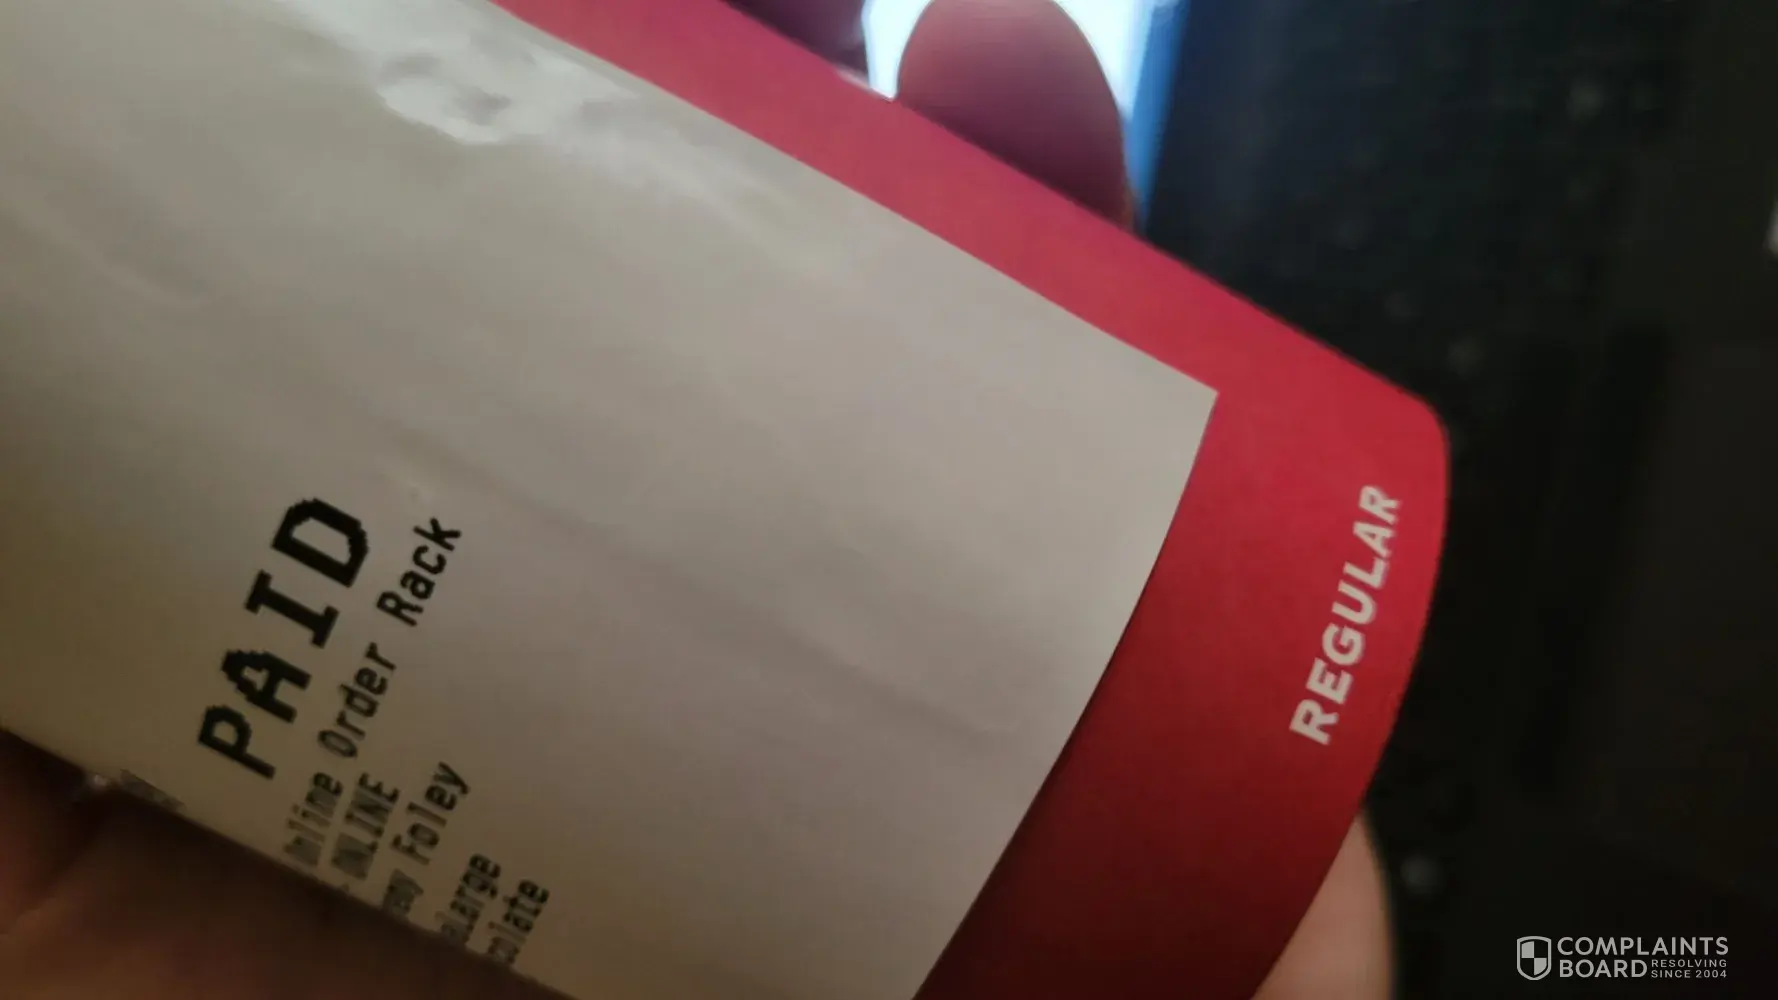 PAID
Online Order Rack
ONLINE
Foley
REGULAR
COMPLAINTS
BOARD RESOLVING
SINCE 2004